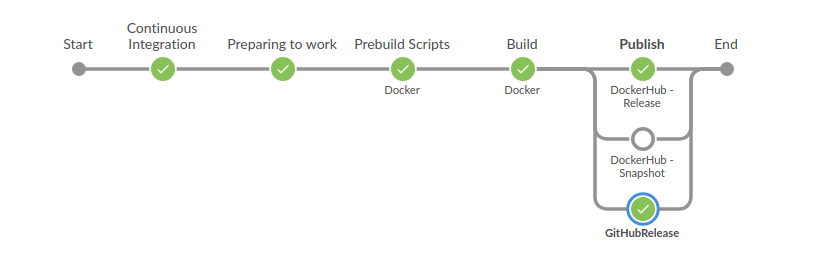 Start
Continuous
Integration
Preparing to work
Prebuild Scripts
Build
Publish
End
Docker
Docker
DockerHub -
Release
DockerHub -
Snapshot
GitHubRelease